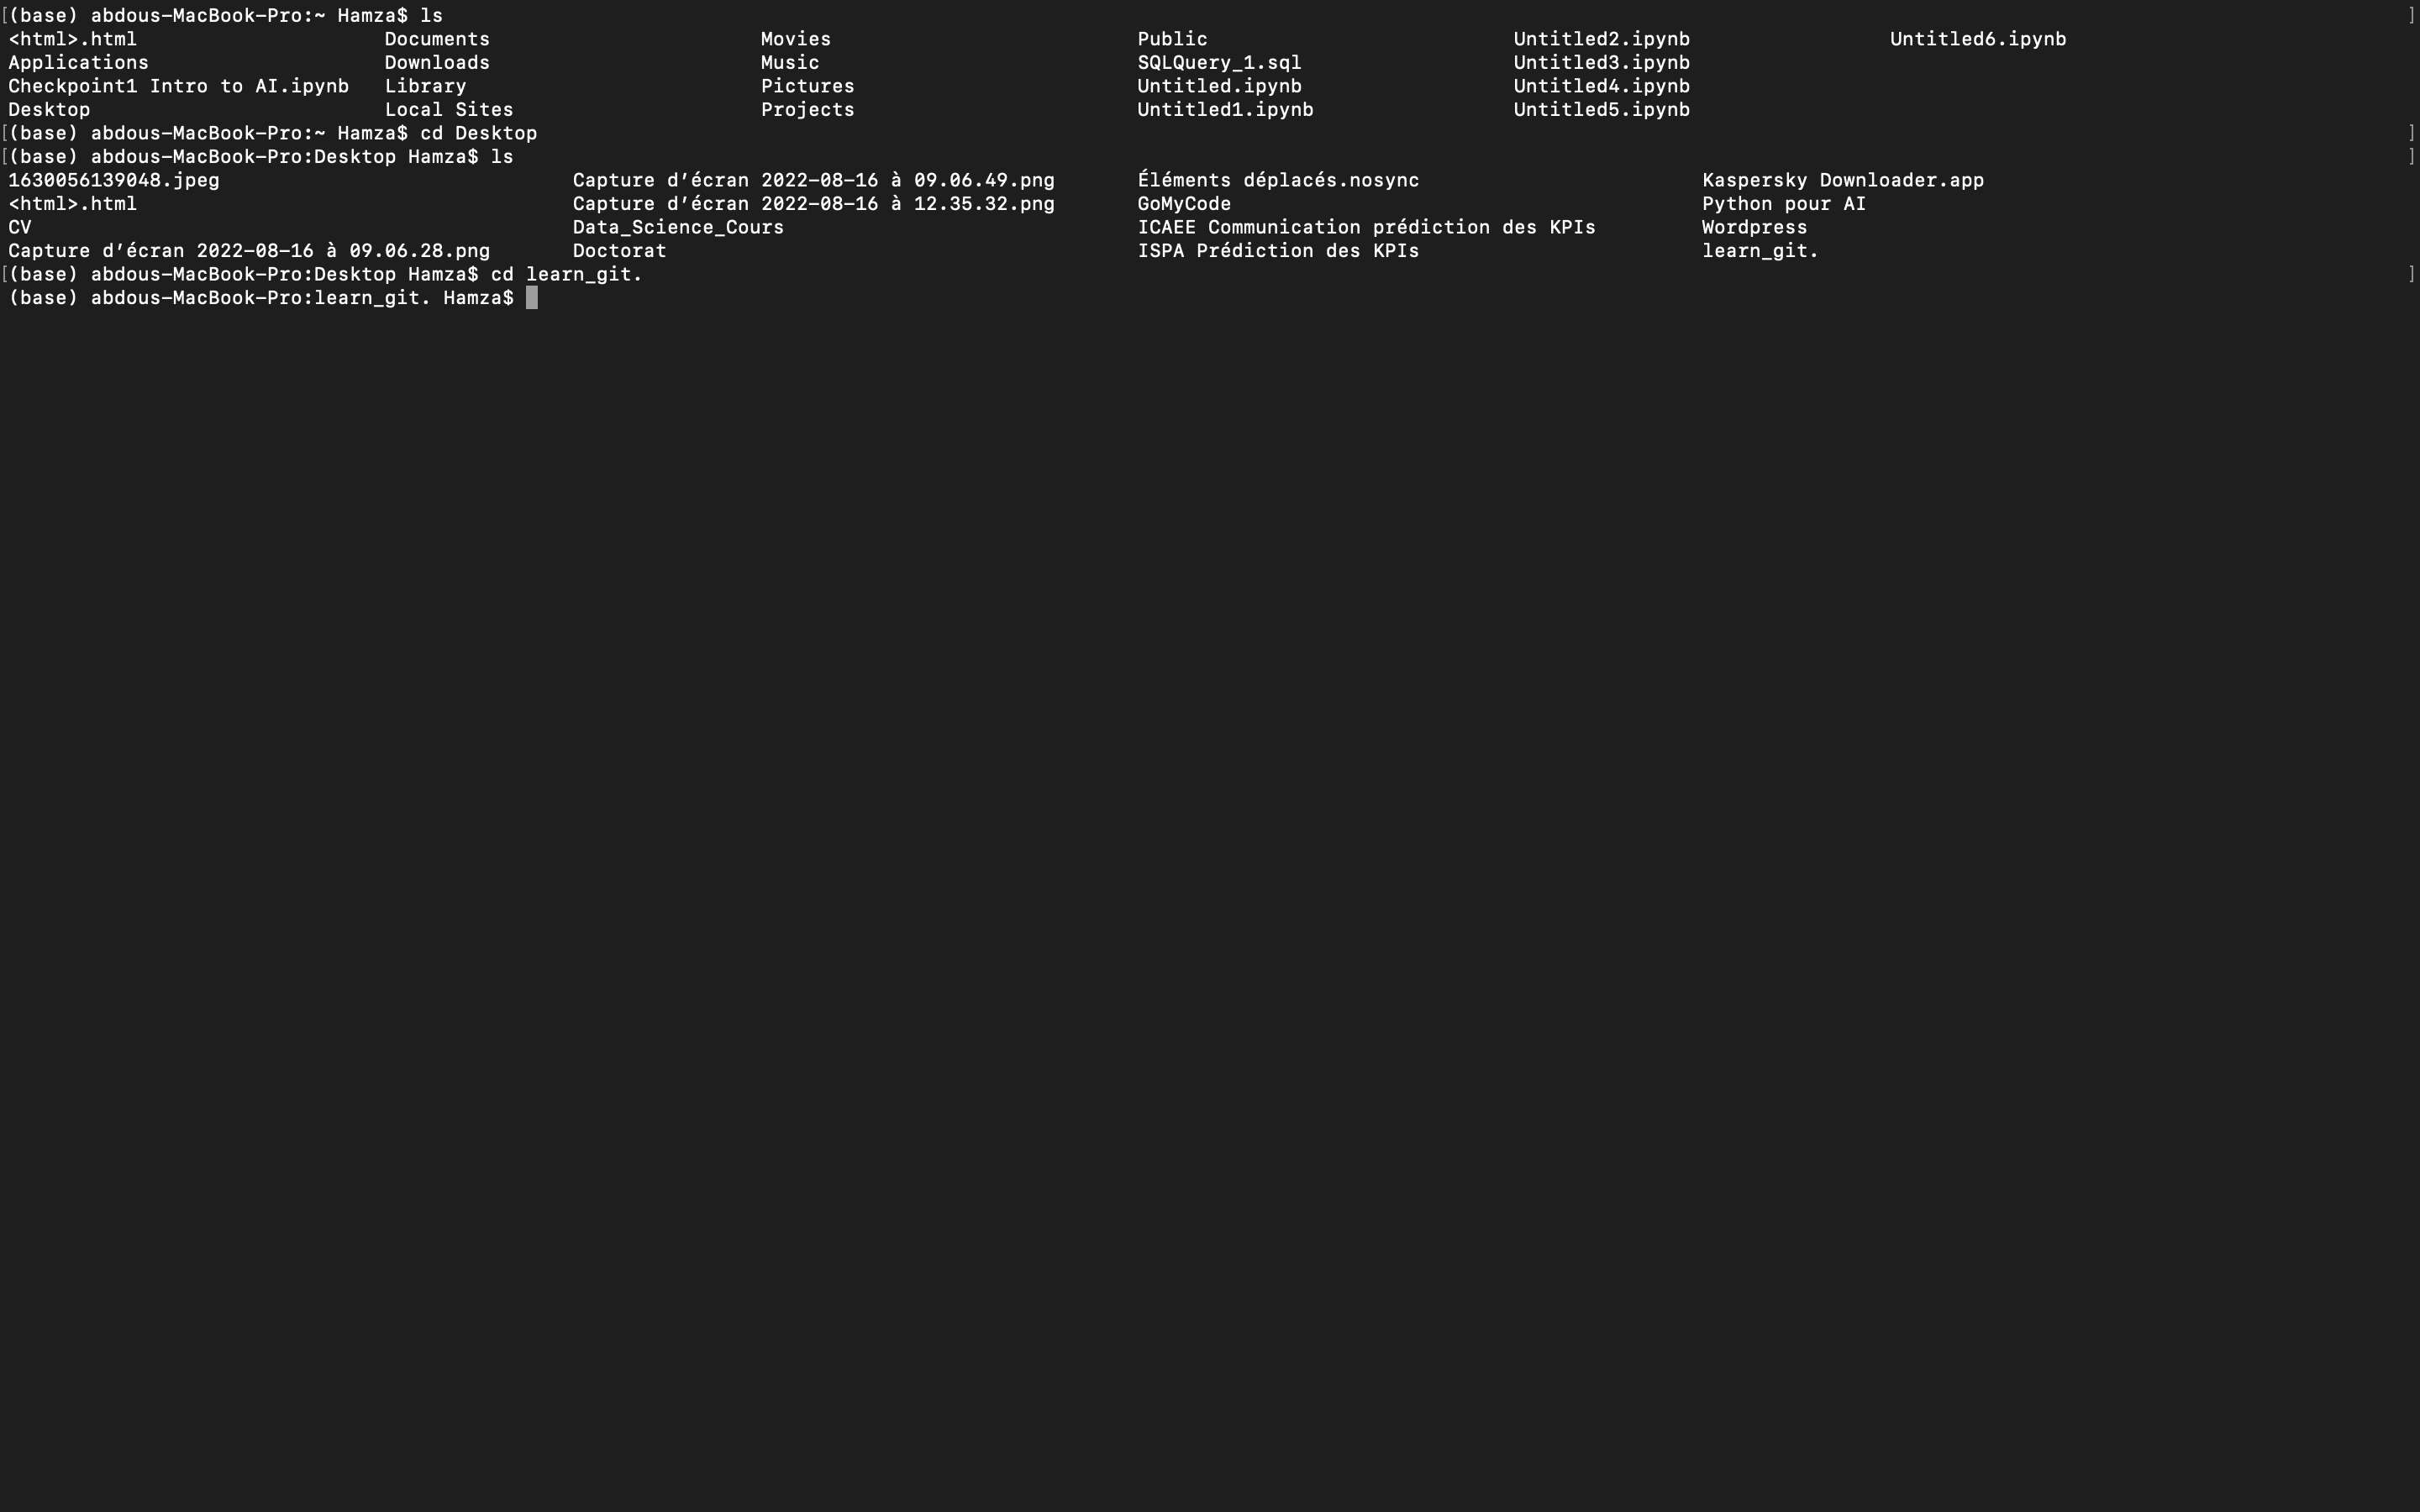 [(base) abdous-MacBook-Pro:~ Hamza$ ls ]
<html>.html Documents Movies Public Untitled2.ipynb Untitled6.ipynb
Applications Downloads Music SQLQuery_1.sql Untitled3.ipynb
Checkpoint1 Intro to AI.ipynb Library Pictures Untitled.ipynb Untitled4.ipynb
Desktop Local Sites Projects Untitled1.ipynb Untitled5.ipynb
[(base) abdous-MacBook-Pro:~ Hamza$ cd Desktop ]
[(base) abdous-MacBook-Pro:Desktop Hamza$ ls ]
1630056139048.jpeg Capture d’écran 2022-08-16 à 09.06.49.png Éléments déplacés.nosync Kaspersky Downloader.app
<html>.html Capture d’écran 2022-08-16 à 12.35.32.png GoMyCode Python pour AI
CV Data_Science_Cours ICAEE Communication prédiction des KPIs Wordpress
Capture d’écran 2022-08-16 à 09.06.28.png Doctorat ISPA Prédiction des KPIs learn_git.
[(base) abdous-MacBook-Pro:Desktop Hamza$ cd learn_git. ]
(base) abdous-MacBook-Pro:learn_git. Hamza$